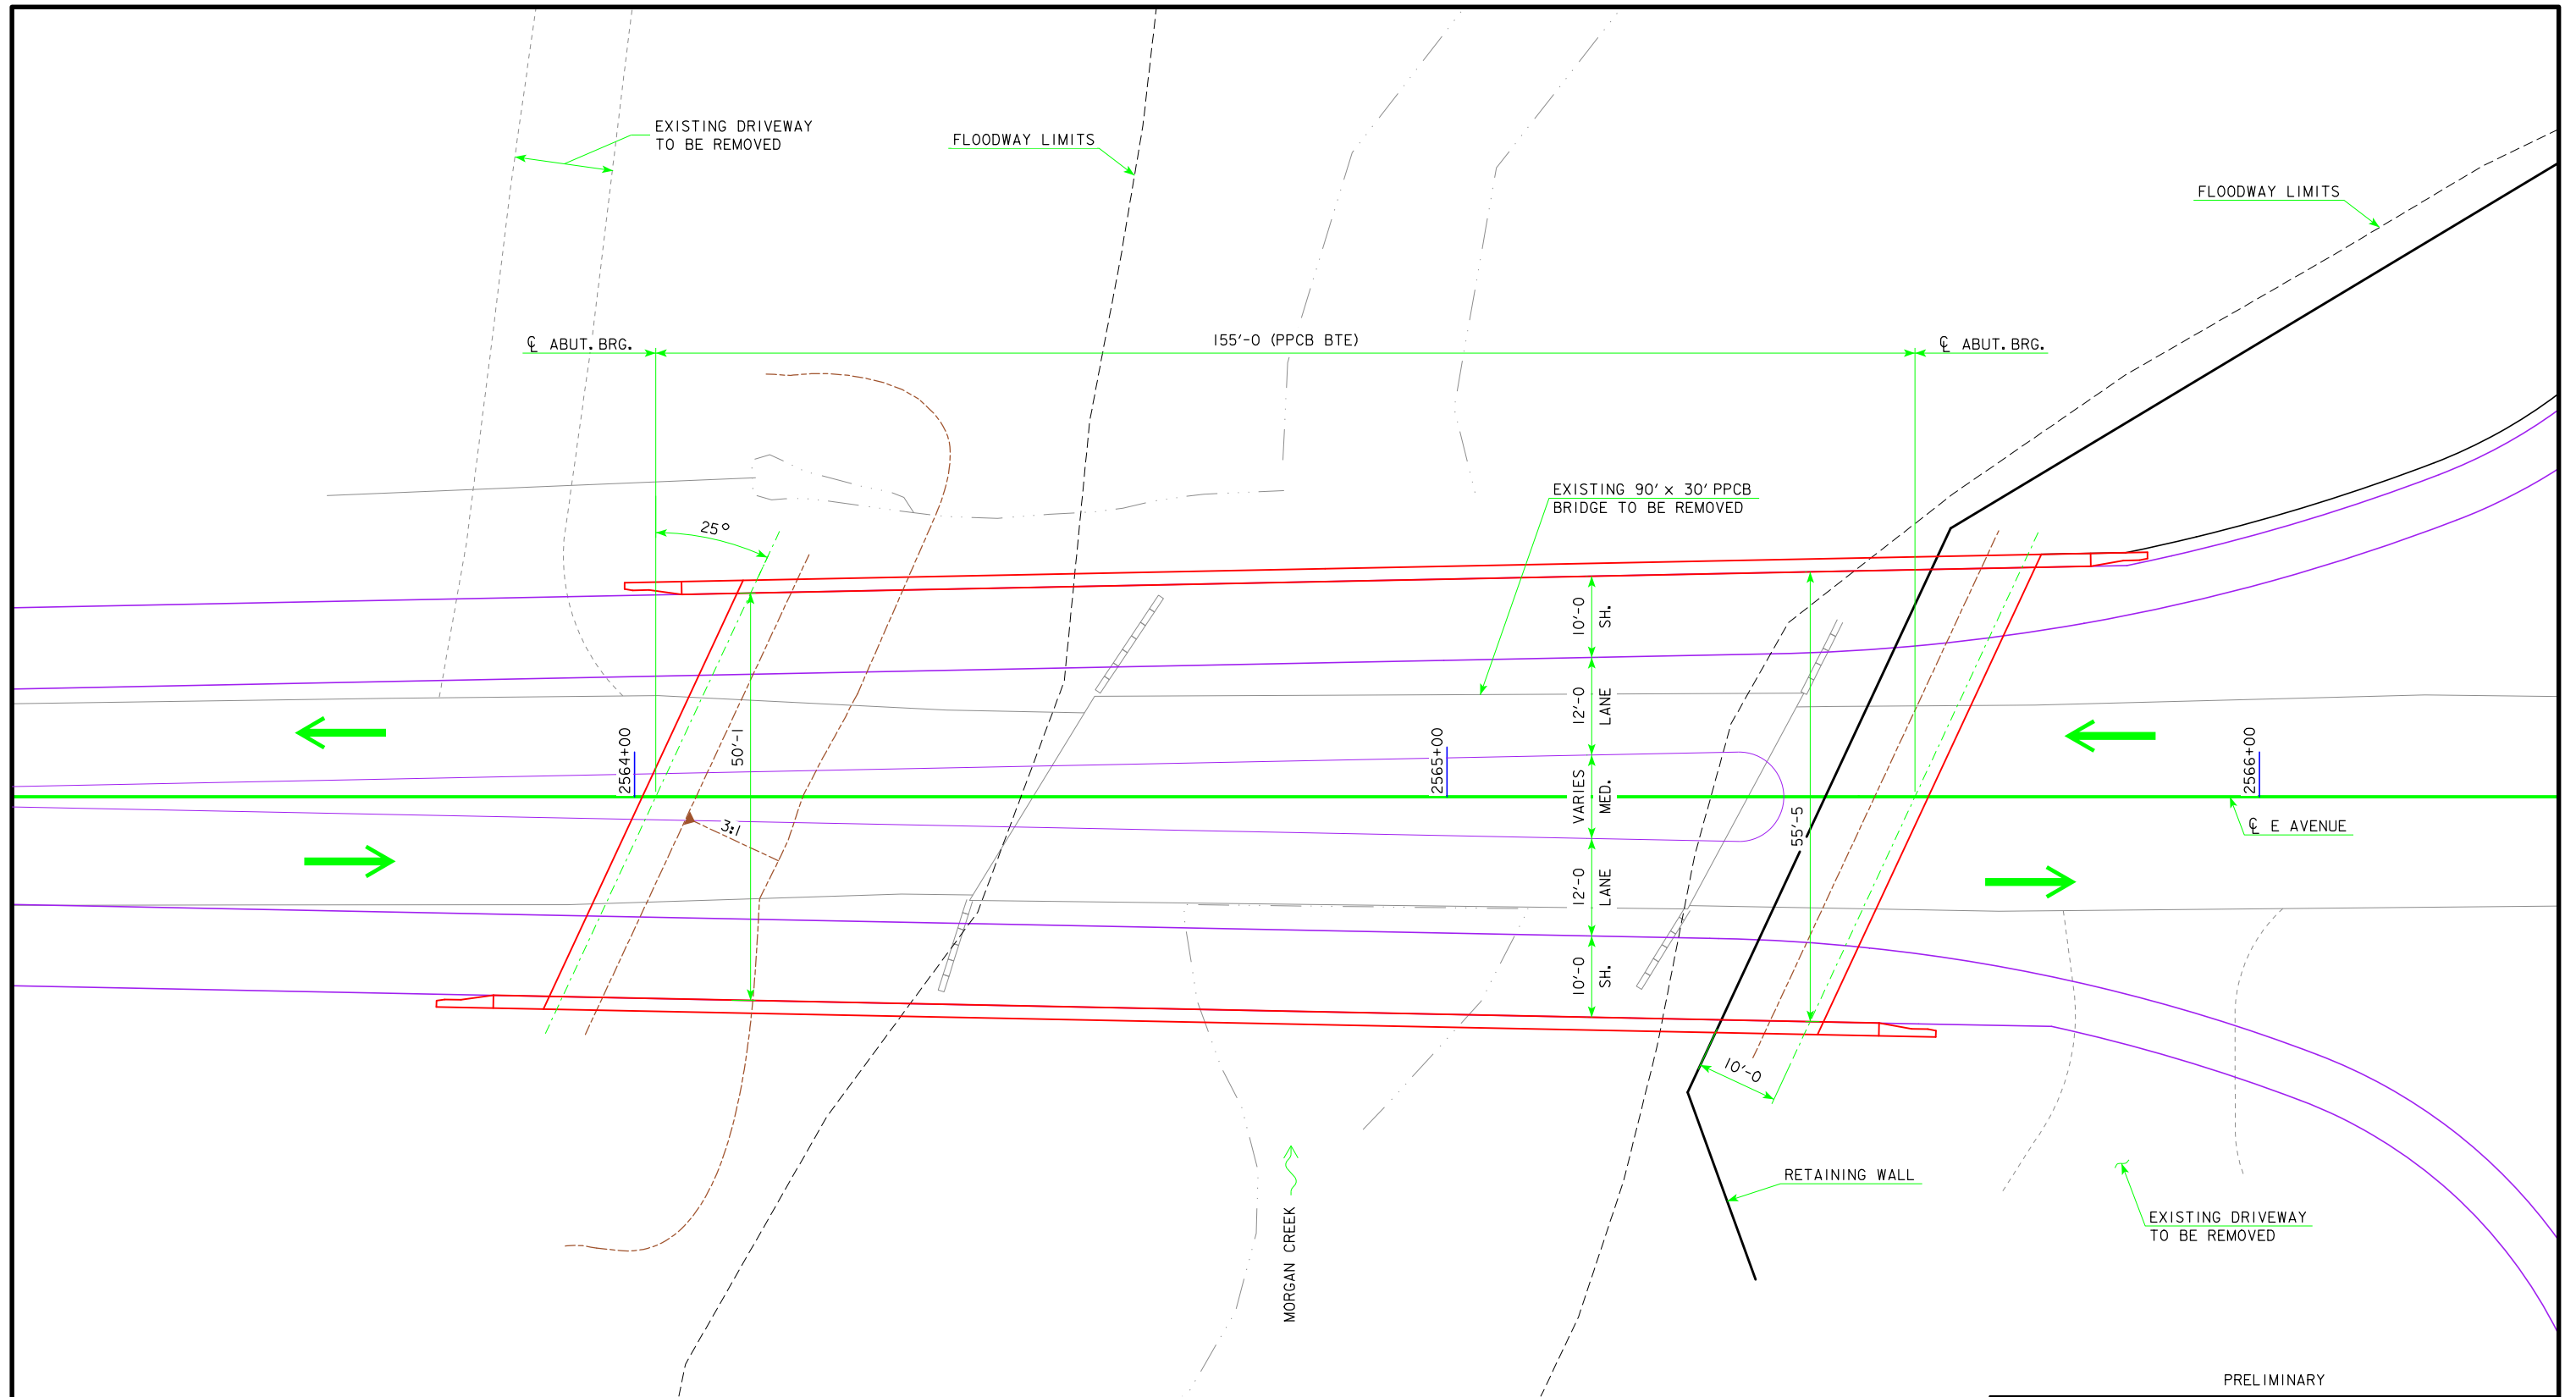 EXISTING DRIVEWAY
TO BE REMOVED
FLOODWAY LIMITS
FLOODWAY LIMITS
℄ ABUT. BRG.
155'-0 (PPCB BTE)
℄ ABUT. BRG.
EXISTING 90' x 30' PPCB
BRIDGE TO BE REMOVED
25°
10'-0
SH.
12'-0
LANE
2564+00
50'-1
2565+00
VARIES
MED.
55'-5
2566+00
℄ E AVENUE
3:1
12'-0
LANE
10'-0
SH.
10'-0
RETAINING WALL
MORGAN CREEK
EXISTING DRIVEWAY
TO BE REMOVED
PRELIMINARY